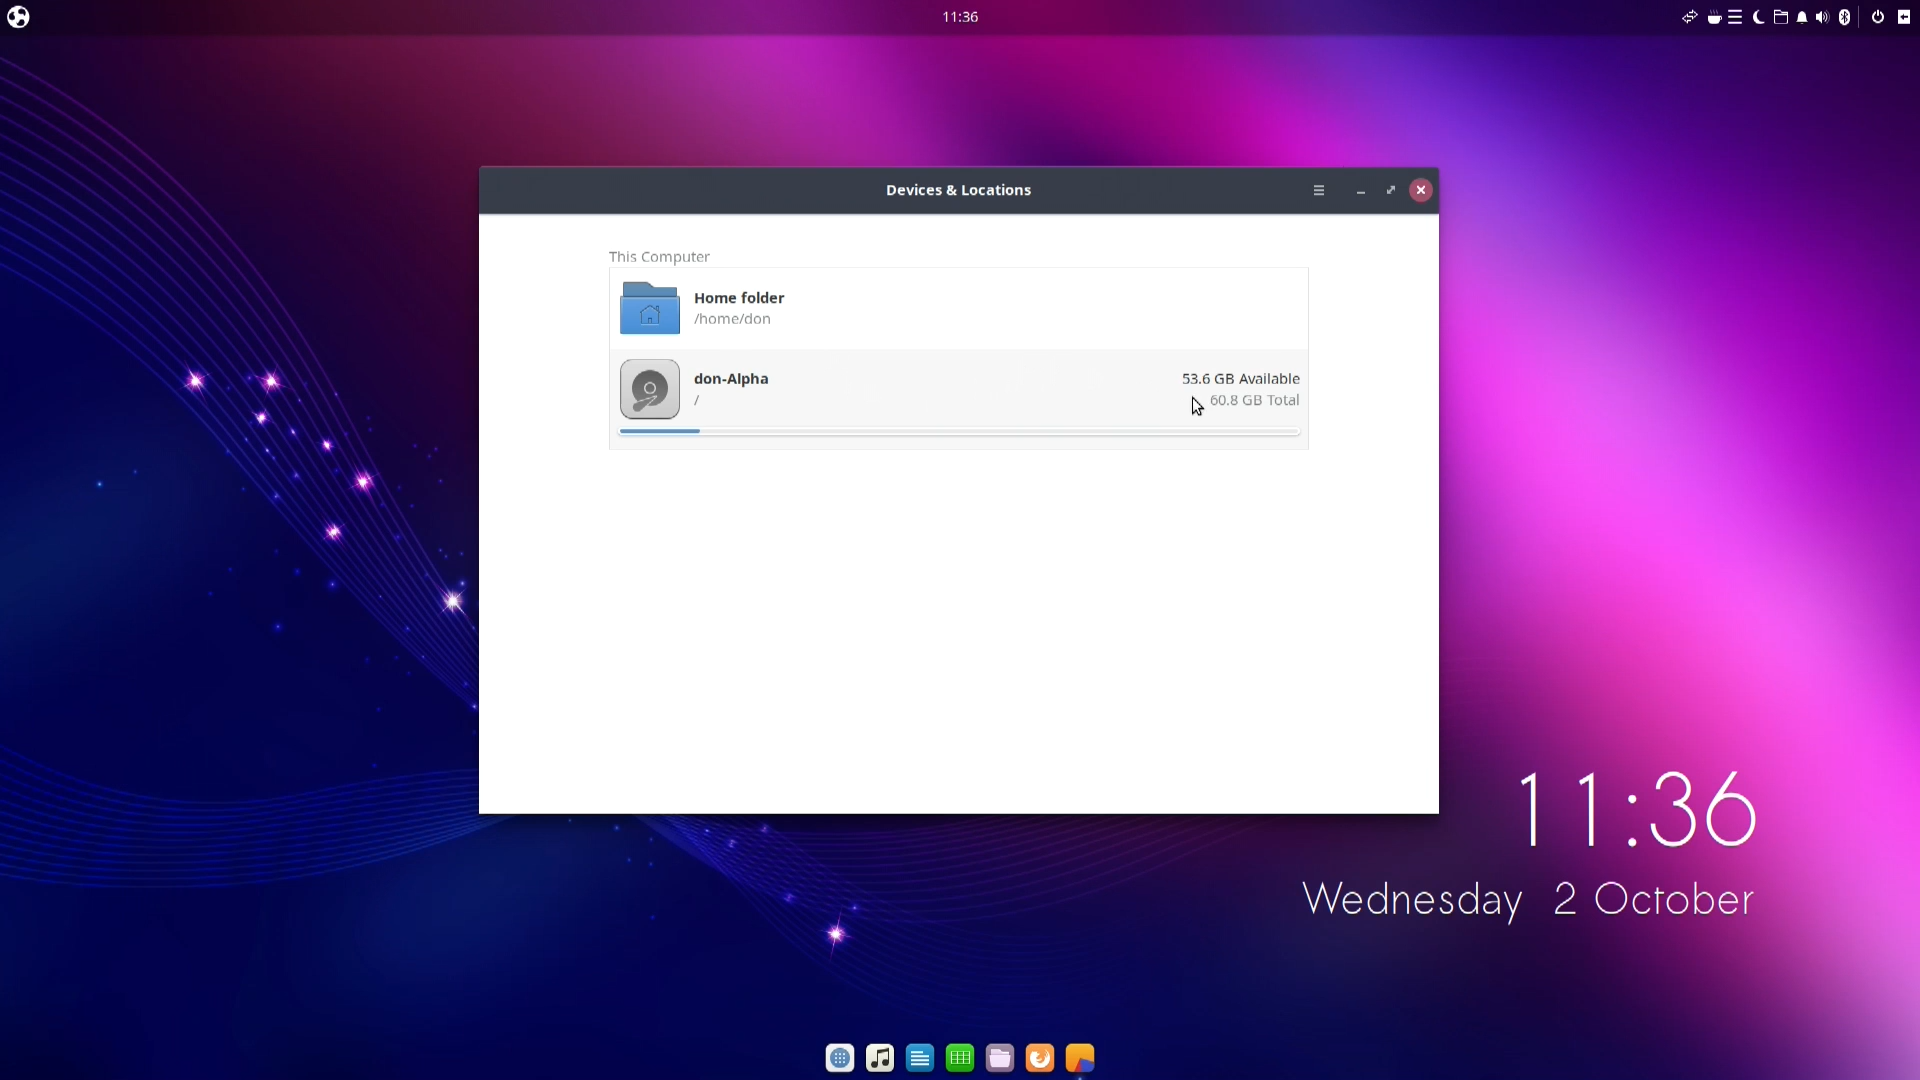 11:36
Devices & Locations
This Computer
Home folder
/home/don
don-Alpha
53.6 GB Available
/
60.8 GB Total
11:36
Wednesday 2 October